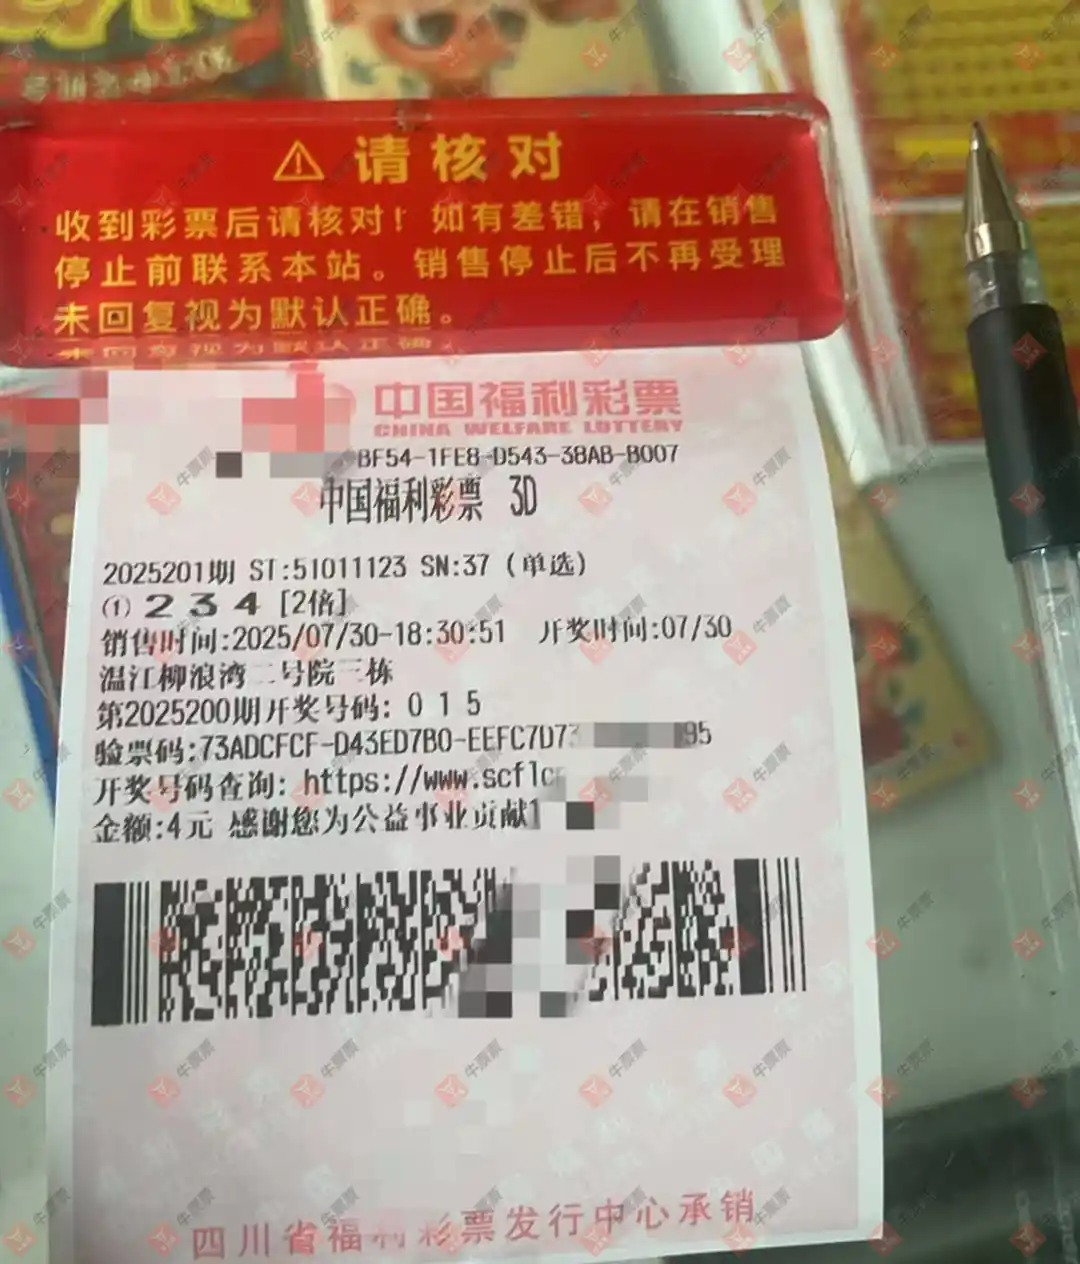 ⚠ 请核对
收到彩票后请核对！如有差错，请在销售
停止前联系本站。销售停止后不再受理
未回复视为默认正确。
中国福利彩票
CHINA WELFARE LOTTERY
BF54-1FE8-D543-38AB-B007
中国福利彩票 3D
2025201期 ST:51011123 SN:37 (单选)
① 2 3 4 [2倍]
销售时间:2025/07/30-18:30:51 开奖时间:07/30
温江柳浪湾二号院三栋
第2025200期开奖号码: 0 1 5
验票码:73ADCFCF-D43ED7B0-EEFC7D73 95
开奖号码查询: https://www.scflc
金额:4元 感谢您为公益事业贡献1
四川省福利彩票发行中心承销
牛票票